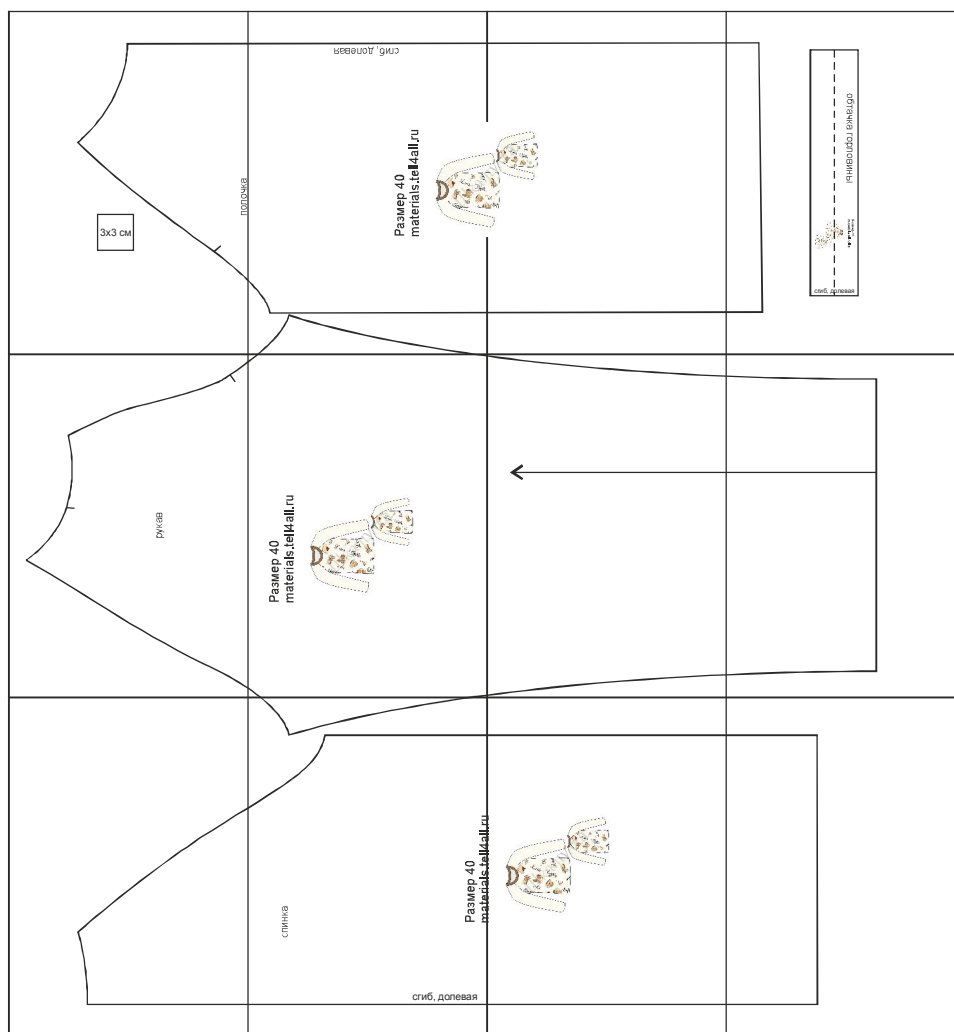 сгиб, долевая
полочка
Размер 40
materials.tell4all.ru
3х3 см
обтачка горловины
сгиб, долевая
рукав
Размер 40
materials.tell4all.ru
спинка
Размер 40
materials.tell4all.ru
сгиб, долевая